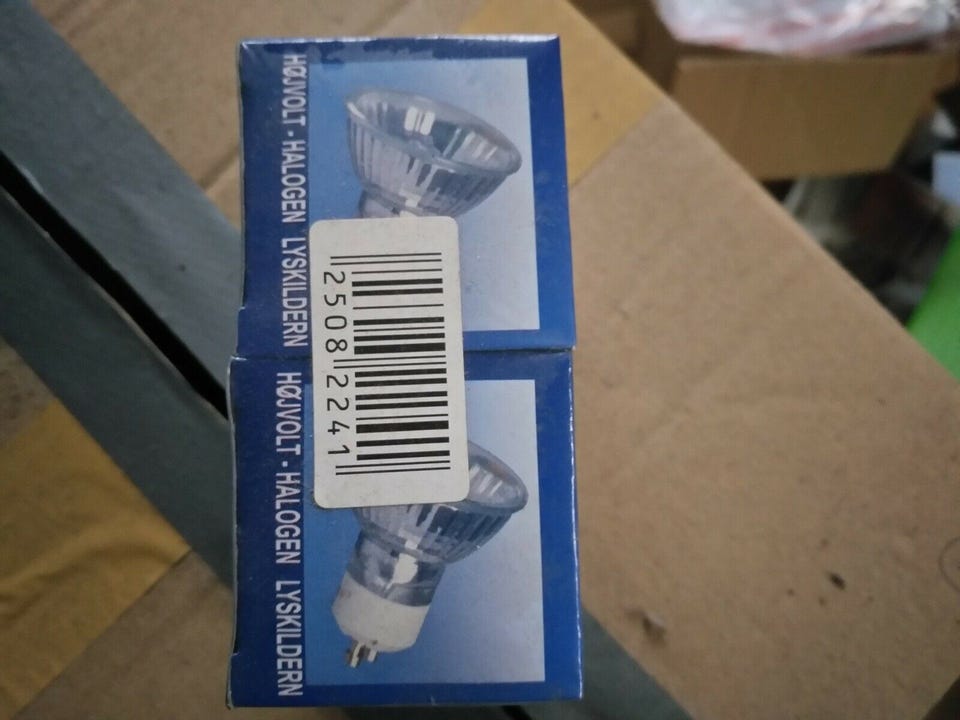 HØJVOLT - HALOGEN LYSKILDERN
2508 2241
HØJVOLT - HALOGEN LYSKILDERN